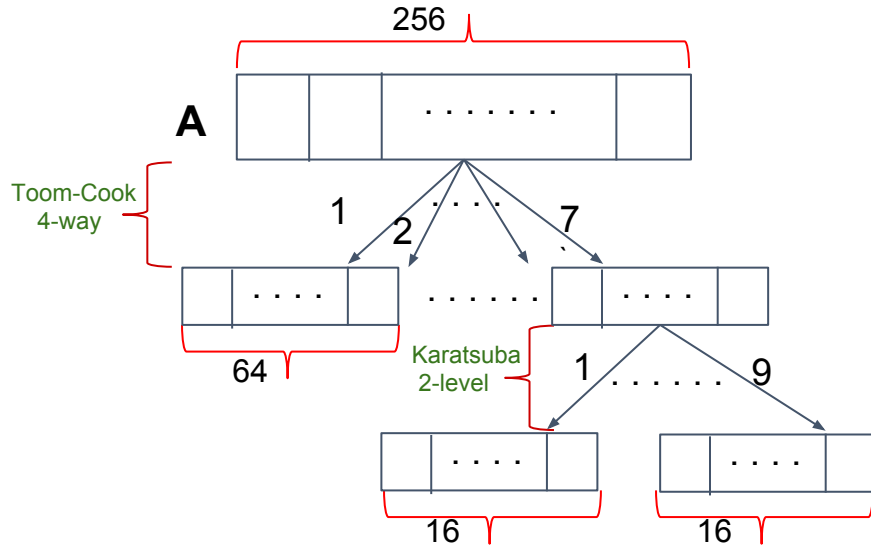 256
A
. . . . . . .
Toom-Cook
4-way
1
2
. . . .
7
. . . .
. . . . . .
. . . .
64
Karatsuba
2-level
1
. . . . . .
9
. . . .
. . . .
16
16